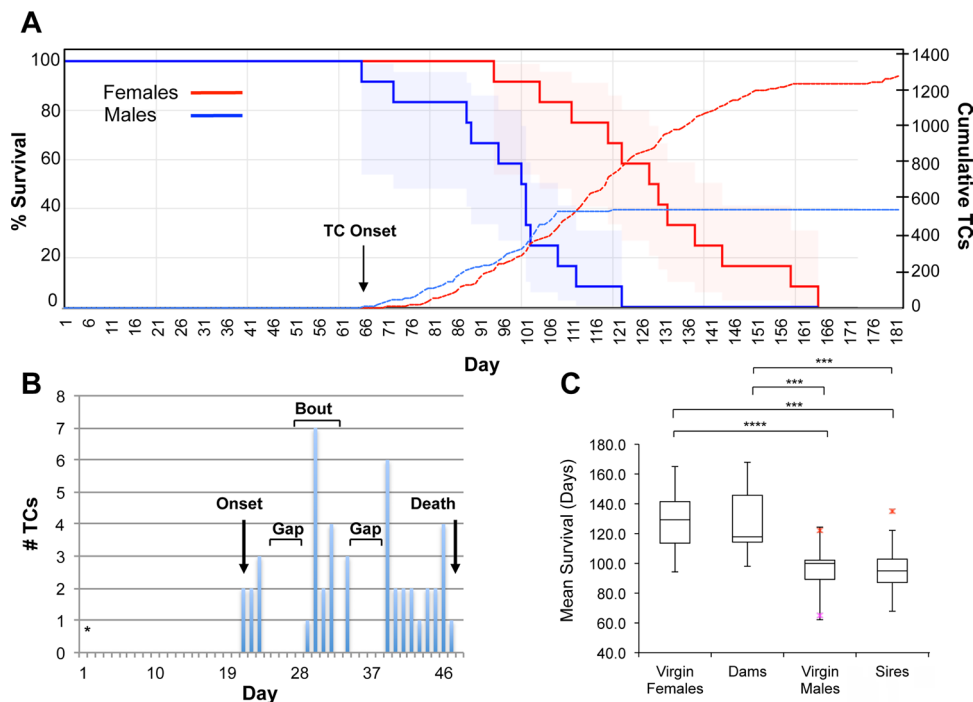 A
100
80
60
40
20
0
% Survival
Females
Males
TC Onset
1400
1200
1000
800
600
400
200
0
Cumulative TCs
1 6 11 16 21 26 31 36 41 46 51 56 61 66 71 76 81 86 91 96 101 106 111 116 121 126 131 136 141 146 151 156 161 166 171 176 181
Day
B
8
7
6
5
4
3
2
1
0
# TCs
Bout
Onset
Gap
Gap
Death
*
1 10 19 28 37 46
Day
C
***
***
***
****
180.0
160.0
140.0
120.0
100.0
80.0
60.0
40.0
Mean Survival (Days)
Virgin Females
Dams
Virgin Males
Sires